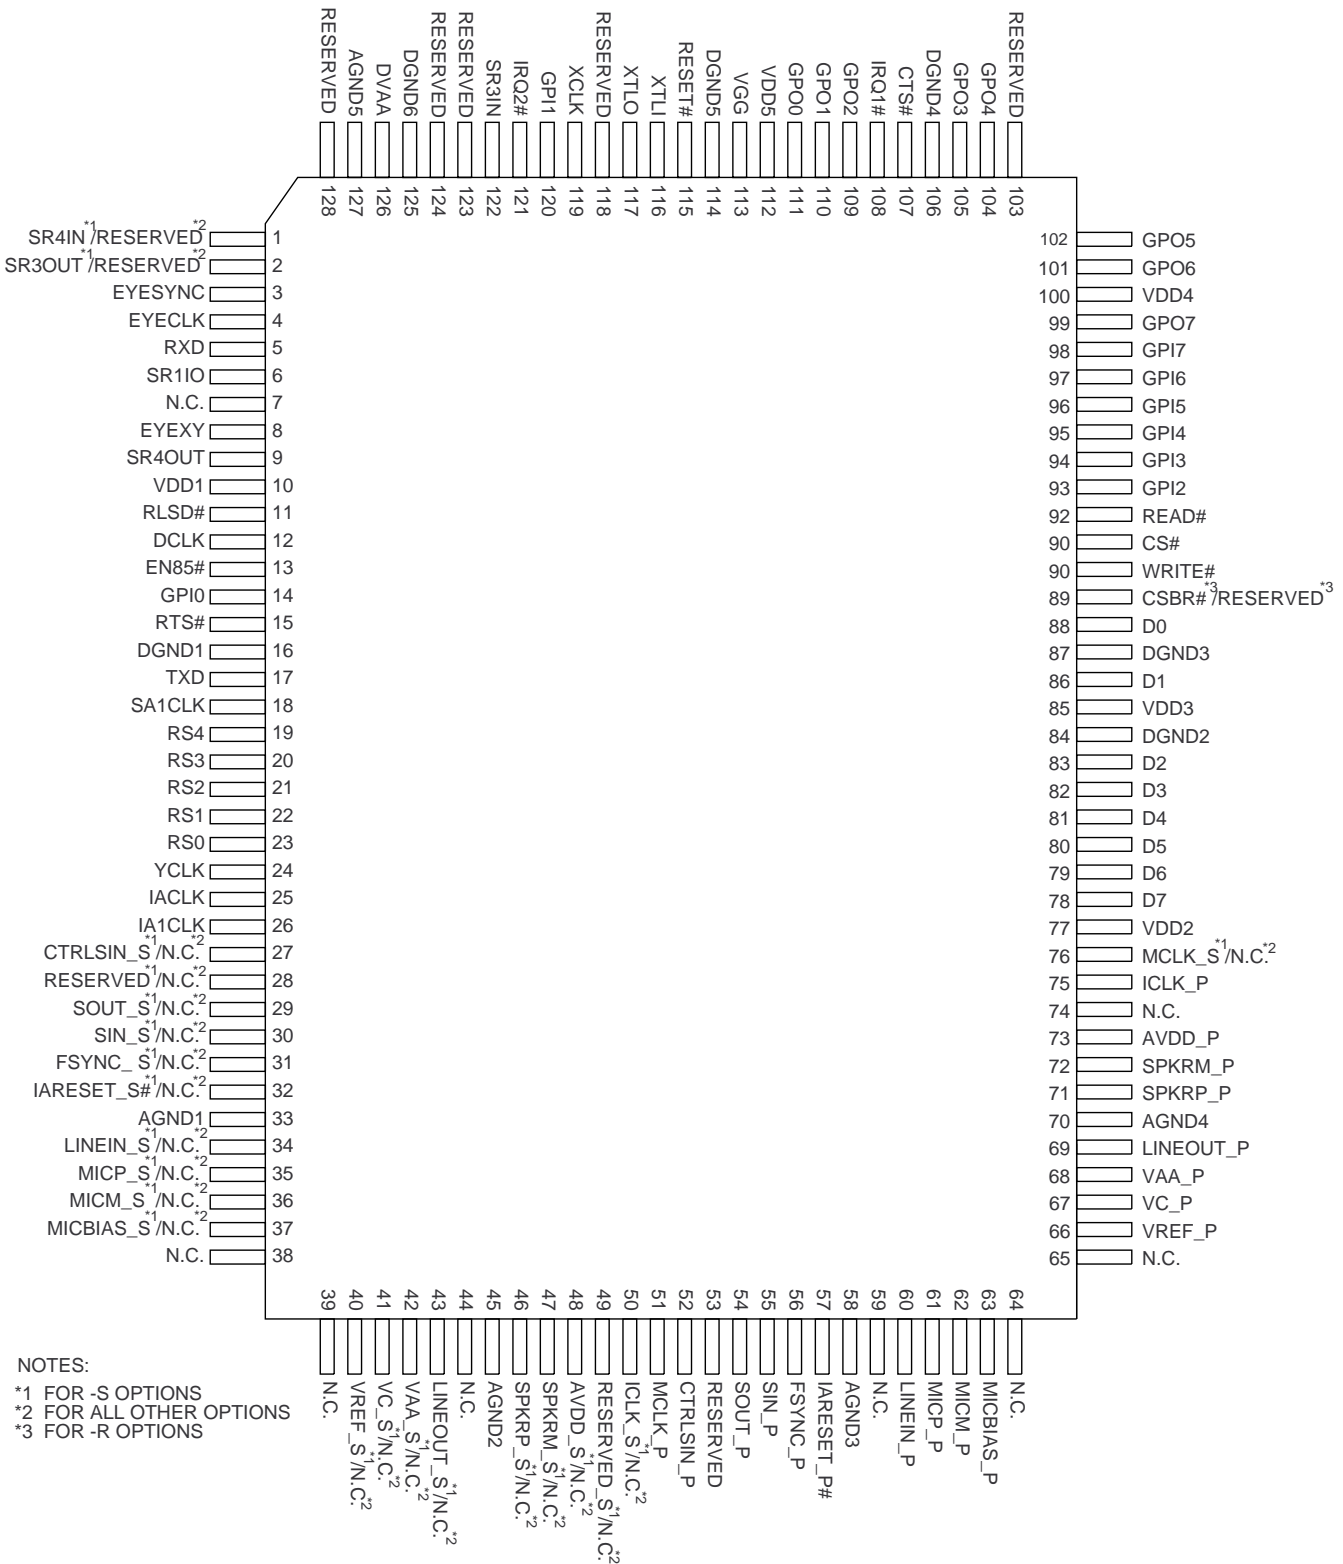 RESERVED
AGND5
DVAA
DGND6
RESERVED
RESERVED
SR3IN
IRQ2#
GPI1
XCLK
RESERVED
XTLO
XTLI
RESET#
DGND5
VGG
VDD5
GPO0
GPO1
GPO2
IRQ1#
CTS#
DGND4
GPO3
GPO4
RESERVED
128
127
126
125
124
123
122
121
120
119
118
117
116
115
114
113
112
111
110
109
108
107
106
105
104
103
SR4IN*1/RESERVED*2 1
SR3OUT*1/RESERVED*2 2
EYESYNC 3
EYECLK 4
RXD 5
SR1IO 6
N.C. 7
EYEXY 8
SR4OUT 9
VDD1 10
RLSD# 11
DCLK 12
EN85# 13
GPI0 14
RTS# 15
DGND1 16
TXD 17
SA1CLK 18
RS4 19
RS3 20
RS2 21
RS1 22
RS0 23
YCLK 24
IACLK 25
IA1CLK 26
CTRLSIN_S*1/N.C.*2 27
RESERVED*1/N.C.*2 28
SOUT_S*1/N.C.*2 29
SIN_S*1/N.C.*2 30
FSYNC_ S*1/N.C.*2 31
IARESET_S#*1/N.C.*2 32
AGND1 33
LINEIN_S*1/N.C.*2 34
MICP_S*1/N.C.*2 35
MICM_S*1/N.C.*2 36
MICBIAS_S*1/N.C.*2 37
N.C. 38
102 GPO5
101 GPO6
100 VDD4
99 GPO7
98 GPI7
97 GPI6
96 GPI5
95 GPI4
94 GPI3
93 GPI2
92 READ#
90 CS#
90 WRITE#
89 CSBR#*3/RESERVED*3
88 D0
87 DGND3
86 D1
85 VDD3
84 DGND2
83 D2
82 D3
81 D4
80 D5
79 D6
78 D7
77 VDD2
76 MCLK_S*1/N.C.*2
75 ICLK_P
74 N.C.
73 AVDD_P
72 SPKRM_P
71 SPKRP_P
70 AGND4
69 LINEOUT_P
68 VAA_P
67 VC_P
66 VREF_P
65 N.C.
39
40
41
42
43
44
45
46
47
48
49
50
51
52
53
54
55
56
57
58
59
60
61
62
63
64
N.C.
VREF_S*1/N.C.*2
VC_S*1/N.C.*2
VAA_S*1/N.C.*2
LINEOUT_S*1/N.C.*2
N.C.
AGND2
SPKRP_S*1/N.C.*2
SPKRM_S*1/N.C.*2
AVDD_S*1/N.C.*2
RESERVED_S*1/N.C.*2
ICLK_S*1/N.C.*2
MCLK_P
CTRLSIN_P
RESERVED
SOUT_P
SIN_P
FSYNC_P
IARESET_P#
AGND3
N.C.
LINEIN_P
MICP_P
MICM_P
MICBIAS_P
N.C.
NOTES:
*1 FOR -S OPTIONS
*2 FOR ALL OTHER OPTIONS
*3 FOR -R OPTIONS